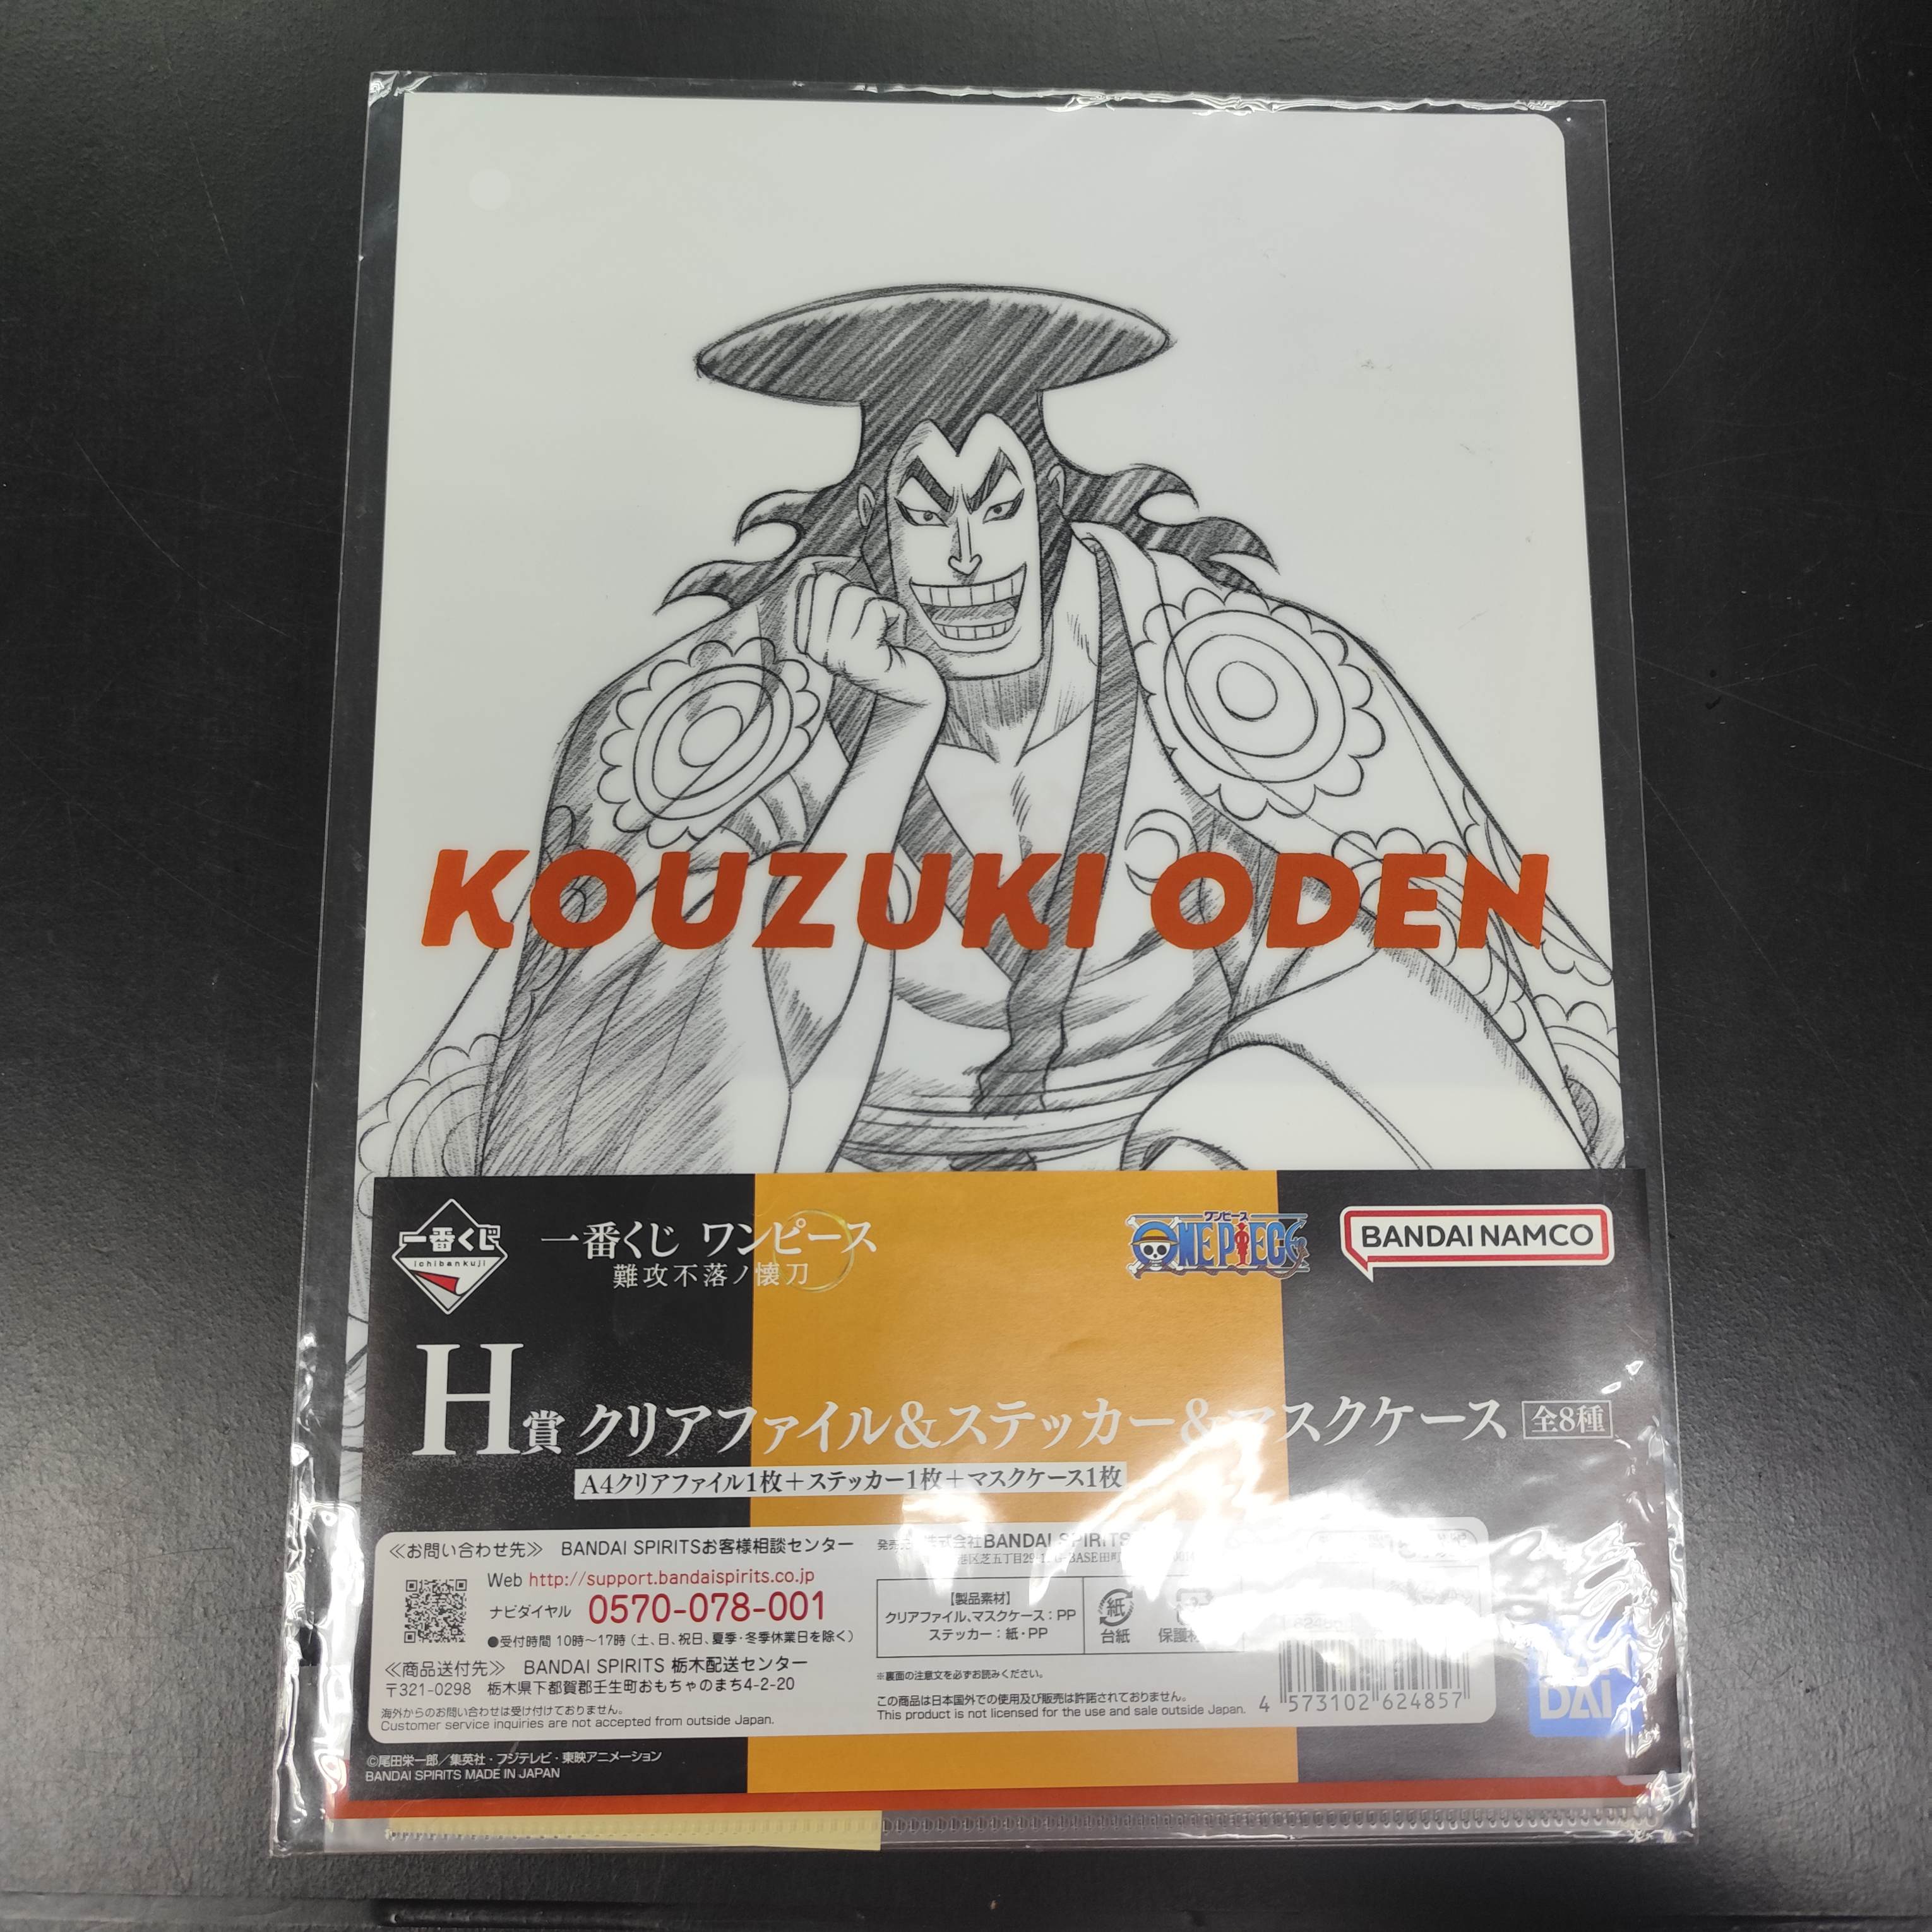 KOUZUKI ODEN
一番くじ
ichibankuji
一番くじ ワンピース
難攻不落ノ懐刀
ワンピース
ONE PIECE
BANDAI NAMCO
H賞 クリアファイル&ステッカー&マスクケース 全8種
A4クリアファイル1枚+ステッカー1枚+マスクケース1枚
≪お問い合わせ先≫ BANDAI SPIRITSお客様相談センター
Web http://support.bandaispirits.co.jp
ナビダイヤル 0570-078-001
●受付時間 10時~17時(土、日、祝日、夏季・冬季休業日を除く)
≪商品送付先≫ BANDAI SPIRITS 栃木配送センター
〒321-0298 栃木県下都賀郡壬生町おもちゃのまち4-2-20
海外からのお問い合わせは受け付けておりません。
Customer service inquiries are not accepted from outside Japan.
株式会社BANDAI SPIRITS
【製品素材】
クリアファイル、マスクケース:PP
ステッカー:紙・PP
紙
台紙
※裏面の注意文を必ずお読みください。
この商品は日本国外での使用及び販売は許諾されておりません。
This product is not licensed for the use and sale outside Japan.
4 573102 624857
DAI
©尾田栄一郎/集英社・フジテレビ・東映アニメーション
BANDAI SPIRITS MADE IN JAPAN